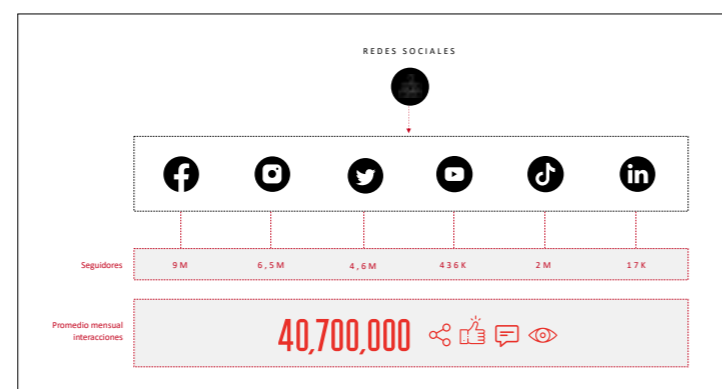 REDES SOCIALES
Seguidores 9M 6,5M 4,6M 436K 2M 17K
Promedio mensual
interacciones
40,700,000